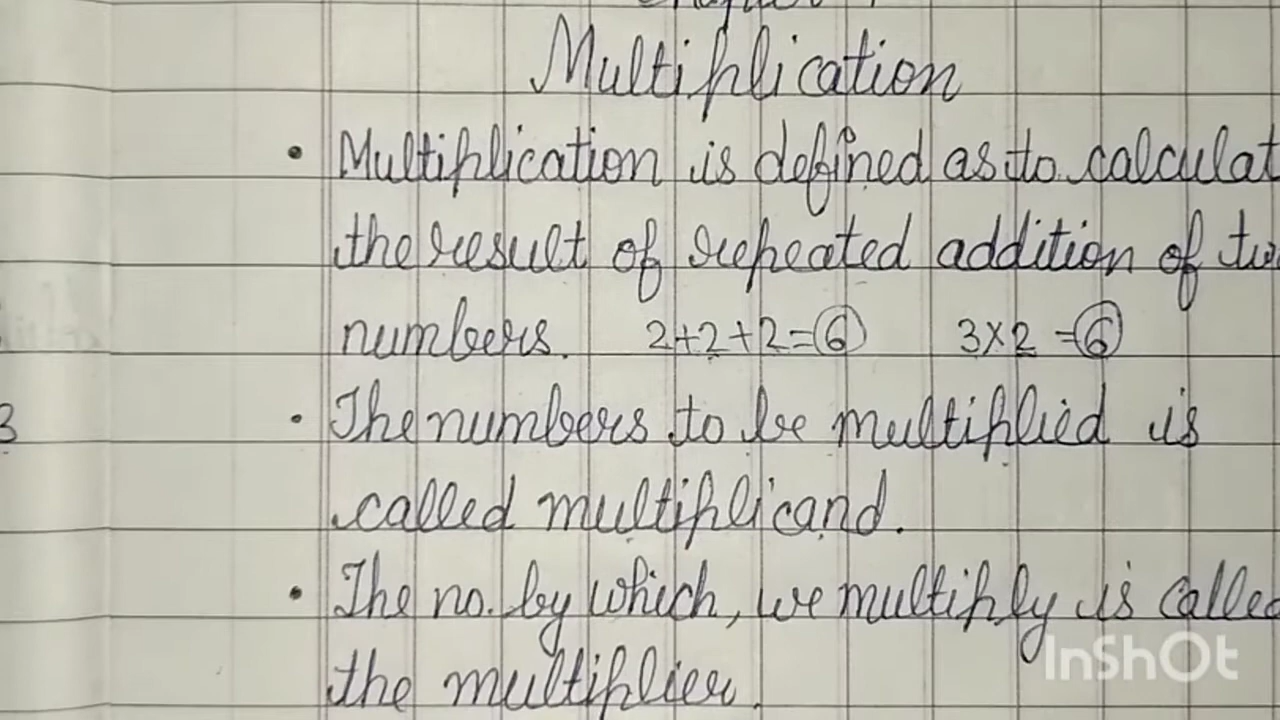 Multiplication
• Multiplication is defined as to calculat
the result of repeated addition of
numbers. 2+2+2=6 3×2 =6
3
• The numbers to be multiplied is
called multiplicand.
• The no. by which, we multiply is called
the multiplier.
InShOt